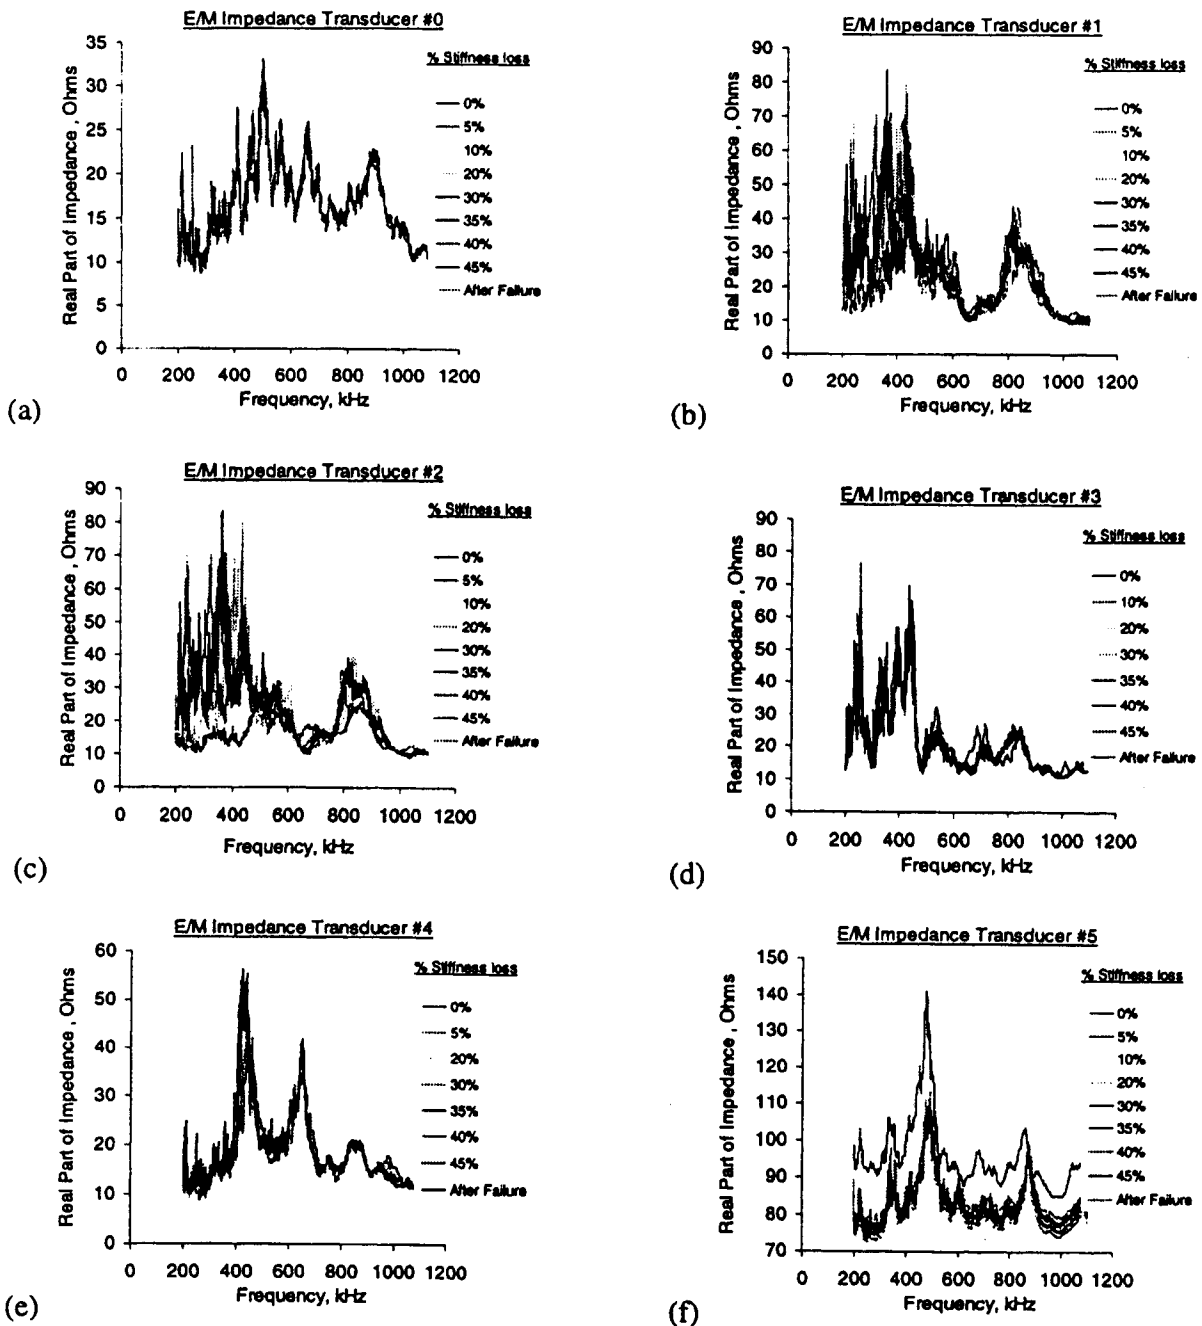 E/M Impedance Transducer #0
Real Part of Impedance , Ohms
35
30
25
20
15
10
5
0
0 200 400 600 800 1000 1200
Frequency, kHz
% Stiffness loss
0%
5%
10%
20%
30%
35%
40%
45%
After Failure
(a)
E/M Impedance Transducer #1
Real Part of Impedance , Ohms
90
80
70
60
50
40
30
20
10
0
0 200 400 600 800 1000 1200
Frequency, kHz
% Stiffness loss
0%
5%
10%
20%
30%
35%
40%
45%
After Failure
(b)
E/M Impedance Transducer #2
Real Part of Impedance , Ohms
90
80
70
60
50
40
30
20
10
0
0 200 400 600 800 1000 1200
Frequency, kHz
% Stiffness loss
0%
5%
10%
20%
30%
35%
40%
45%
After Failure
(c)
E/M Impedance Transducer #3
Real Part of Impedance , Ohms
90
80
70
60
50
40
30
20
10
0
0 200 400 600 800 1000 1200
Frequency, kHz
% Stiffness loss
0%
10%
20%
30%
35%
40%
45%
After Failure
(d)
E/M Impedance Transducer #4
Real Part of Impedance , Ohms
60
50
40
30
20
10
0
0 200 400 600 800 1000 1200
Frequency, kHz
% Stiffness loss
0%
5%
20%
30%
35%
40%
45%
After Failure
(e)
E/M Impedance Transducer #5
Real Part of Impedance , Ohms
150
140
130
120
110
100
90
80
70
0 200 400 600 800 1000 1200
Frequency, kHz
% Stiffness loss
0%
5%
10%
20%
30%
35%
40%
45%
After Failure
(f)